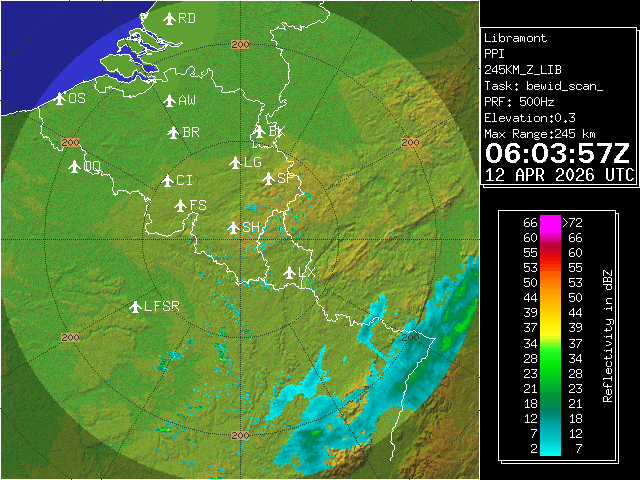 RD
200
OS
AW
BR
BK
200
200
QQ
LG
CI
SP
FS
SH
LX
LFSR
200
200
200
Libramont
PPI
245KM_Z_LIB
Task: bewid_scan_
PRF: 500Hz
Elevation:0.3
Max Range:245 km
06:03:57Z
12 APR 2026 UTC
66 >72
60 66
55 60
53 55
50 53
44 50
39 44
37 39
34 37
28 34
23 28
21 23
18 21
12 18
7 12
2 7
Reflectivity in dBZ